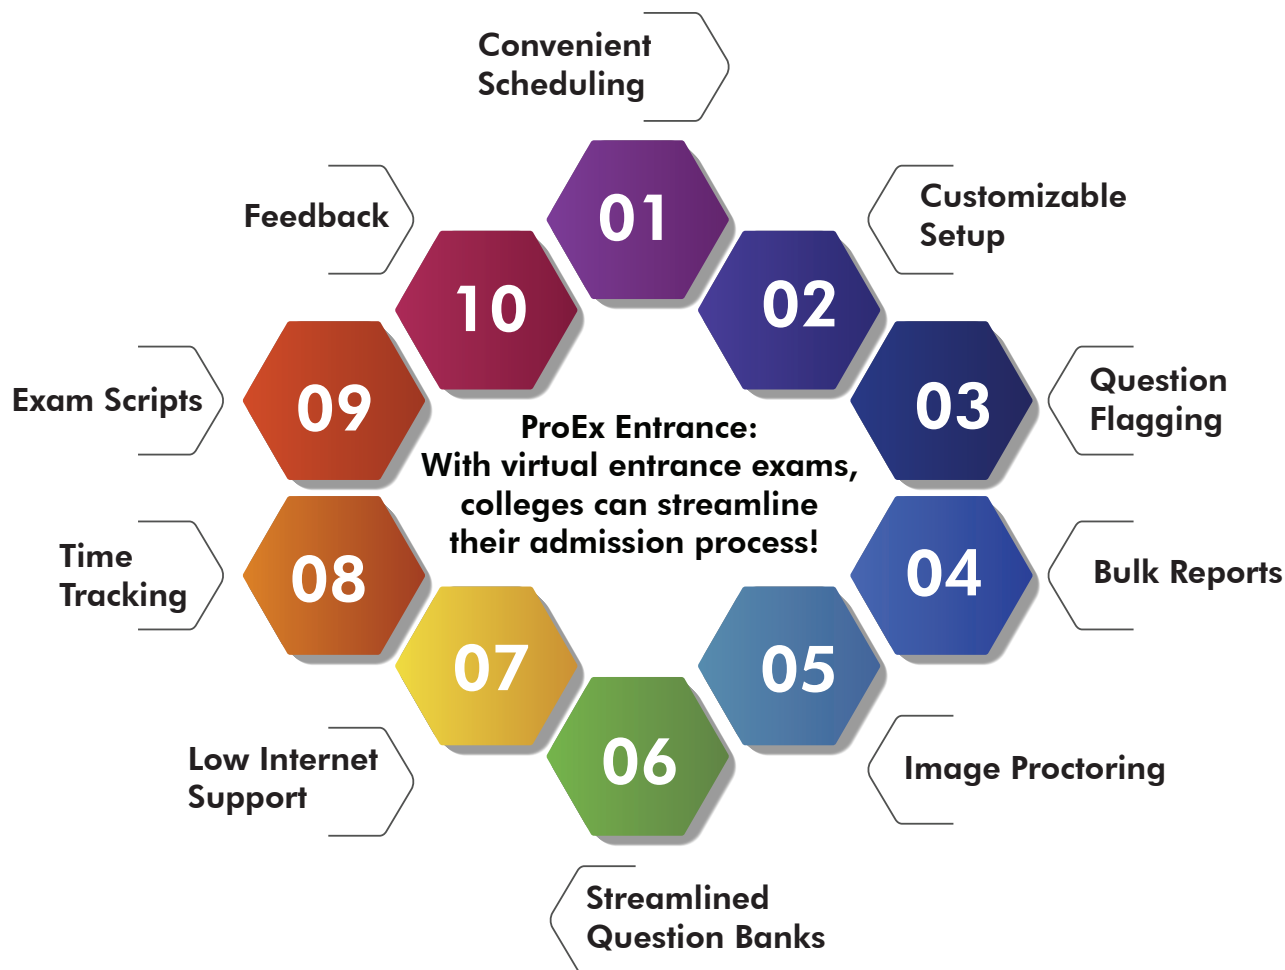 Convenient
Scheduling
01
Customizable
Setup
02
Question
Flagging
03
Bulk Reports
04
Image Proctoring
05
Streamlined
Question Banks
06
Low Internet
Support
07
Time
Tracking
08
Exam Scripts
09
Feedback
10
ProEx Entrance:
With virtual entrance exams,
colleges can streamline
their admission process!